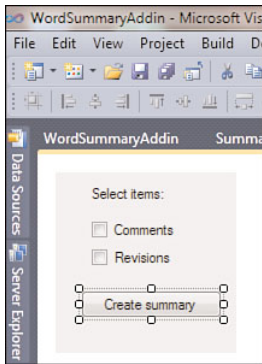 WordSummaryAddin - Microsoft Vis
File Edit View Project Build D
WordSummaryAddin Summa
Data Sources
Server Explorer
Select items:
Comments
Revisions
Create summary